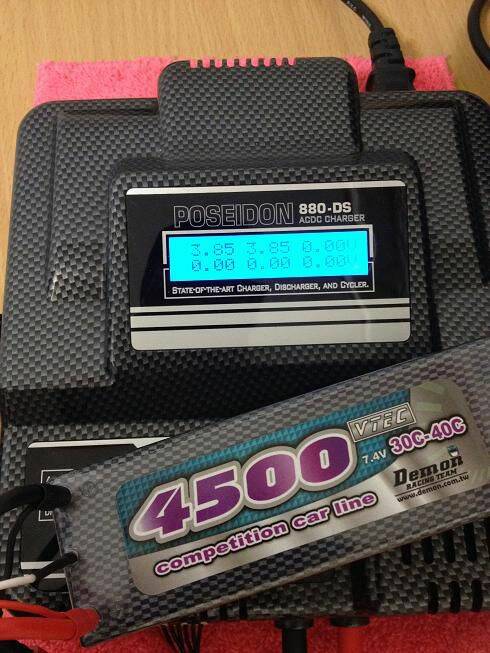 POSEIDON 880-DS
ACDC CHARGER
3.85 3.85 0.00V
0.00 0.00 0.00V
STATE-OF-THE-ART CHARGER, DISCHARGER, AND CYCLER.
VTEC
4500 7.4V 30C-40C
competition car line
Demon
RACING TEAM
www.demon.com.tw